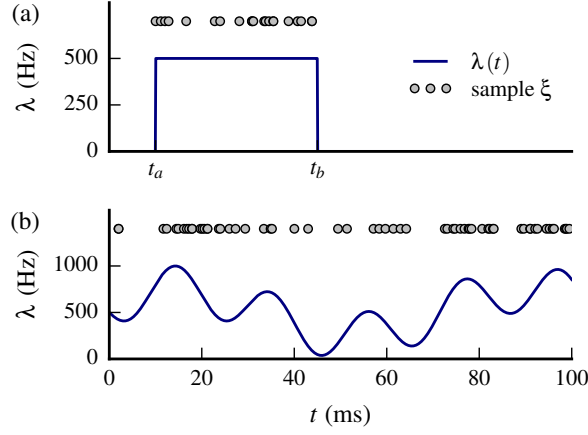 (a)
500
250
0
λ (Hz)
t_a
t_b
λ(t)
sample ξ
(b)
1000
500
0
λ (Hz)
0 20 40 60 80 100
t (ms)